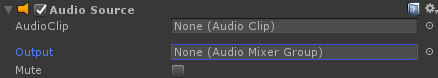 Audio Source
AudioClip None (Audio Clip)
Output None (Audio Mixer Group)
Mute